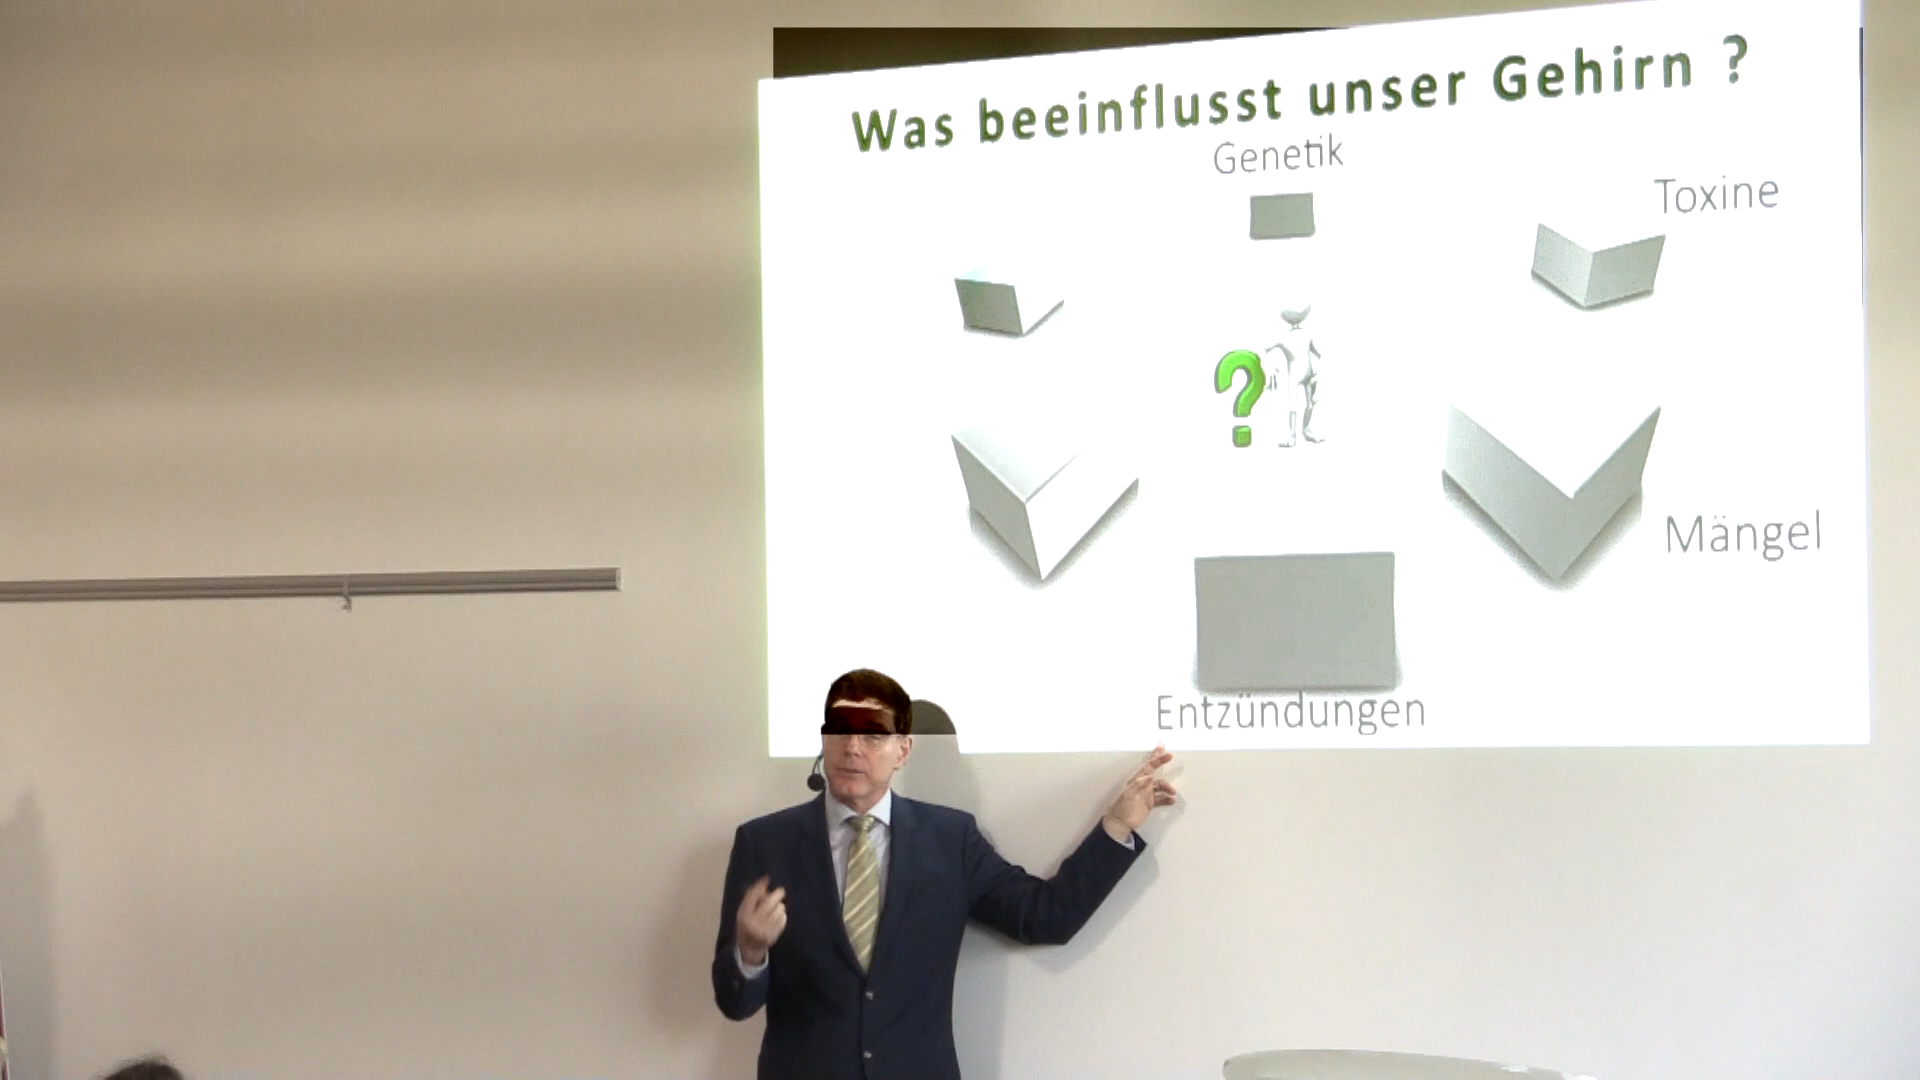 Was beeinflusst unser Gehirn ?
Genetik
Toxine
Mängel
Entzündungen